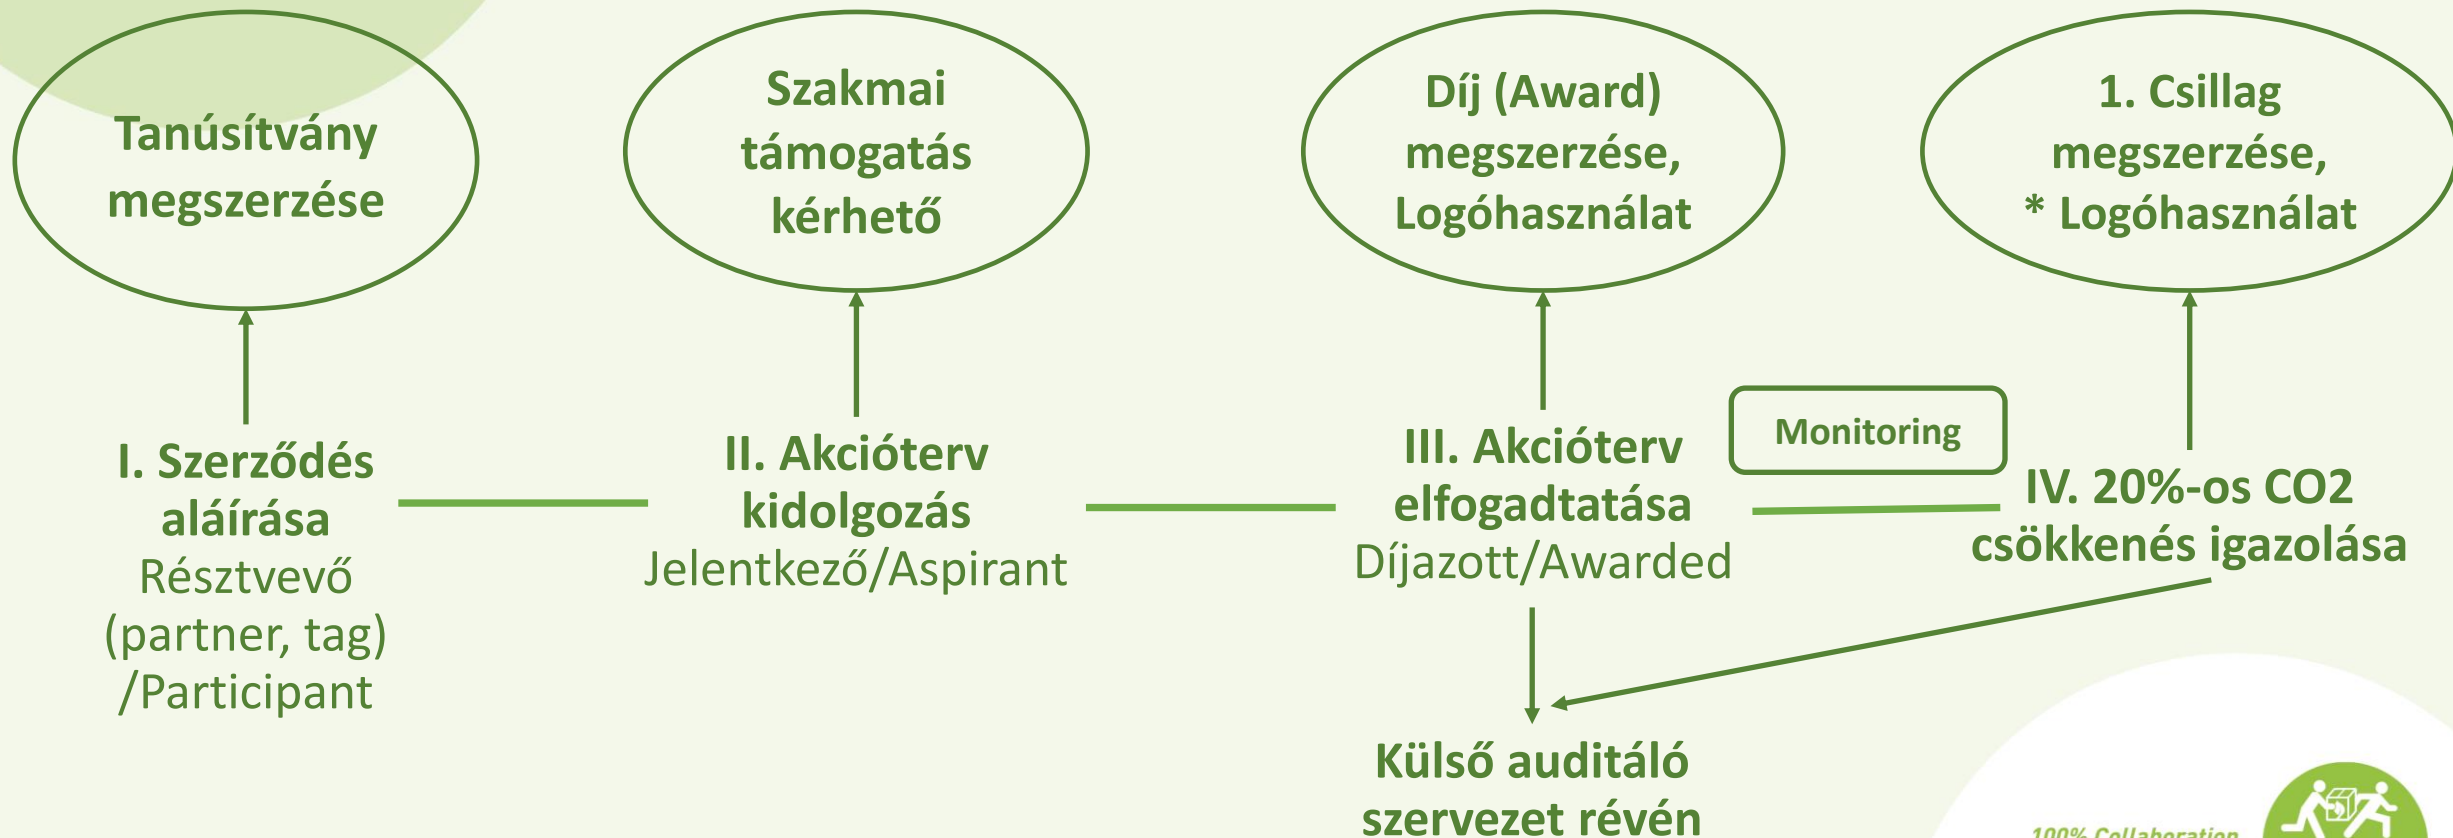 Tanúsítvány
megszerzése
Szakmai
támogatás
kérhető
Díj (Award)
megszerzése,
Logóhasználat
1. Csillag
megszerzése,
* Logóhasználat
I. Szerződés
aláírása
Résztvevő
(partner, tag)
/Participant
II. Akcióterv
kidolgozás
Jelentkező/Aspirant
III. Akcióterv
elfogadtatása
Díjazott/Awarded
Monitoring
IV. 20%-os CO2
csökkenés igazolása
Külső auditáló
szervezet révén
100% Collaboration